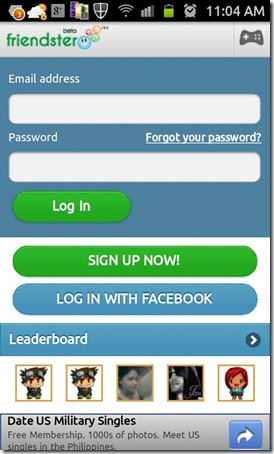 11:04 AM
friendster beta
Email address
Password Forgot your password?
Log In
SIGN UP NOW!
LOG IN WITH FACEBOOK
Leaderboard
Date US Military Singles
Free Membership. 1000s of photos. Meet US
singles in the Philippines.